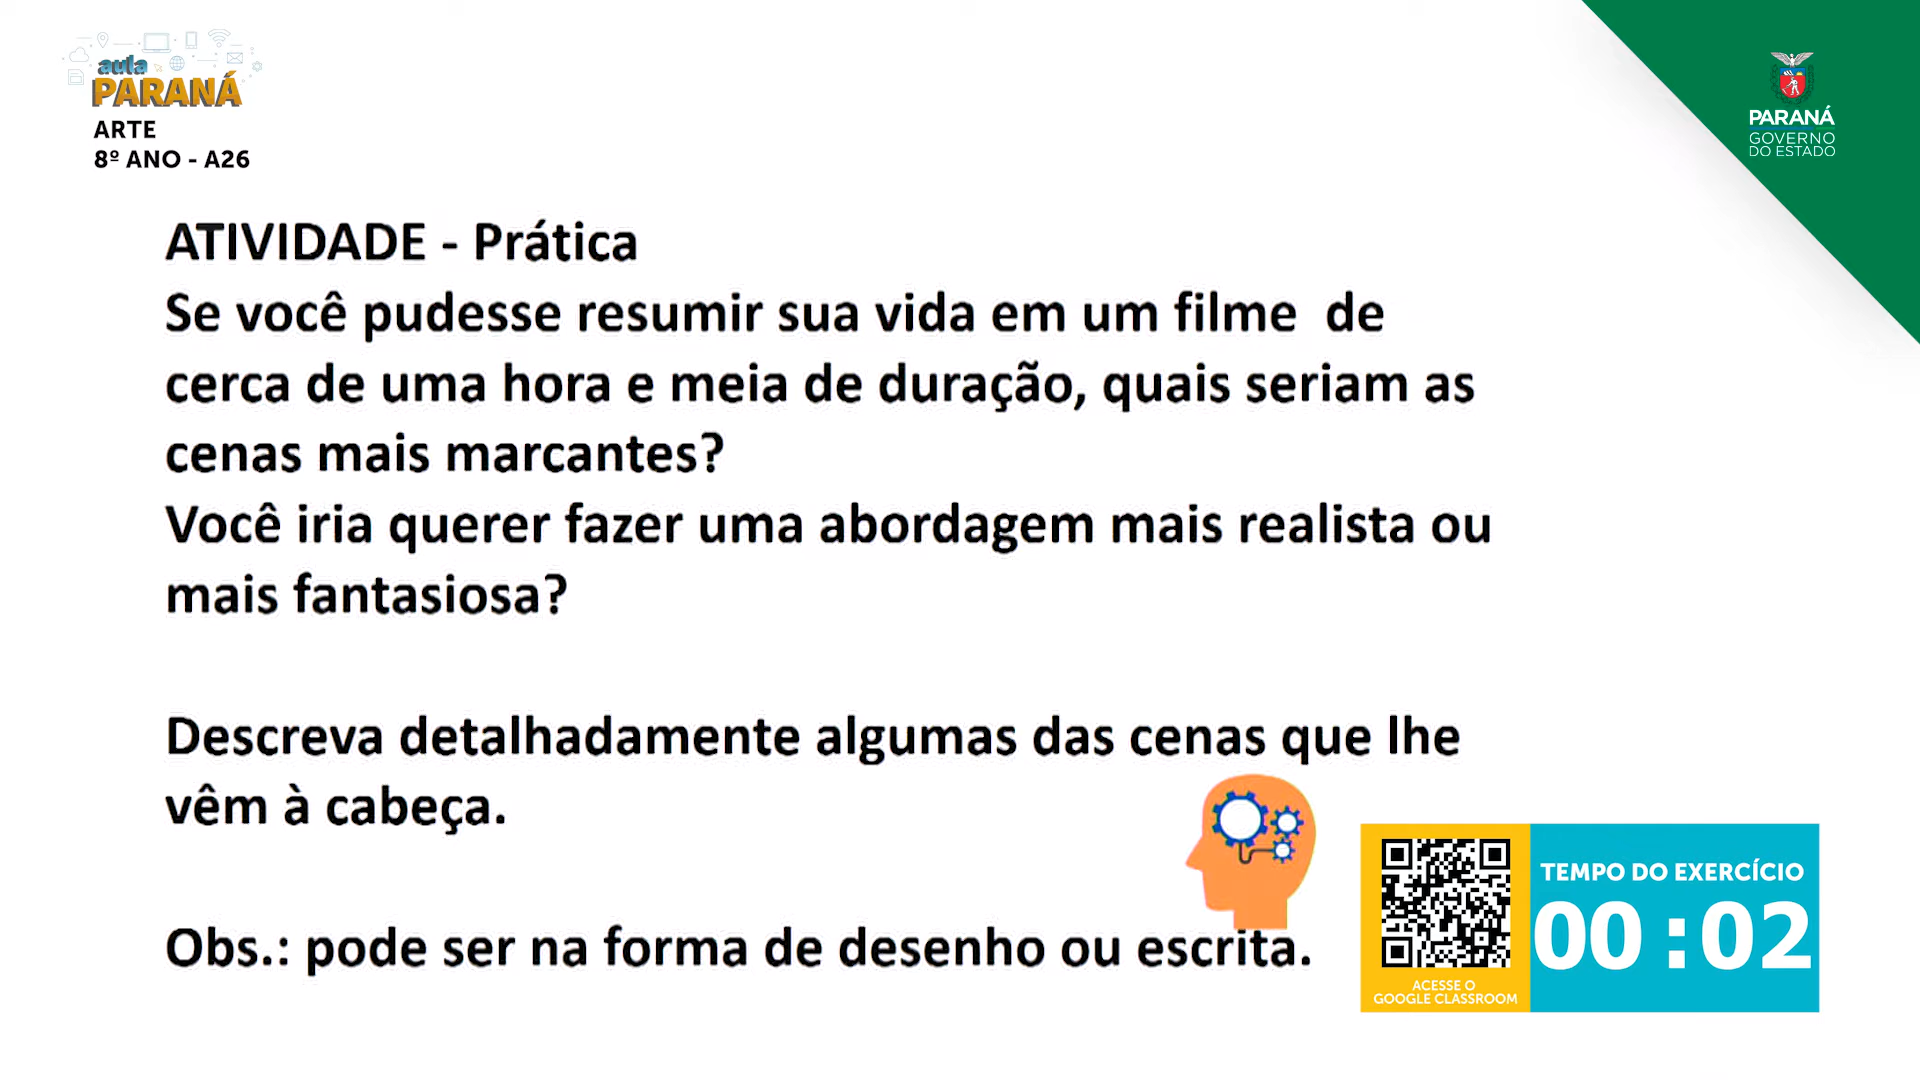 aula
PARANÁ
ARTE
8º ANO - A26
PARANÁ
GOVERNO
DO ESTADO
ATIVIDADE - Prática
Se você pudesse resumir sua vida em um filme  de
cerca de uma hora e meia de duração, quais seriam as
cenas mais marcantes?
Você iria querer fazer uma abordagem mais realista ou
mais fantasiosa?
Descreva detalhadamente algumas das cenas que lhe
vêm à cabeça.
Obs.: pode ser na forma de desenho ou escrita.
ACESSE O
GOOGLE CLASSROOM
TEMPO DO EXERCÍCIO
00:02